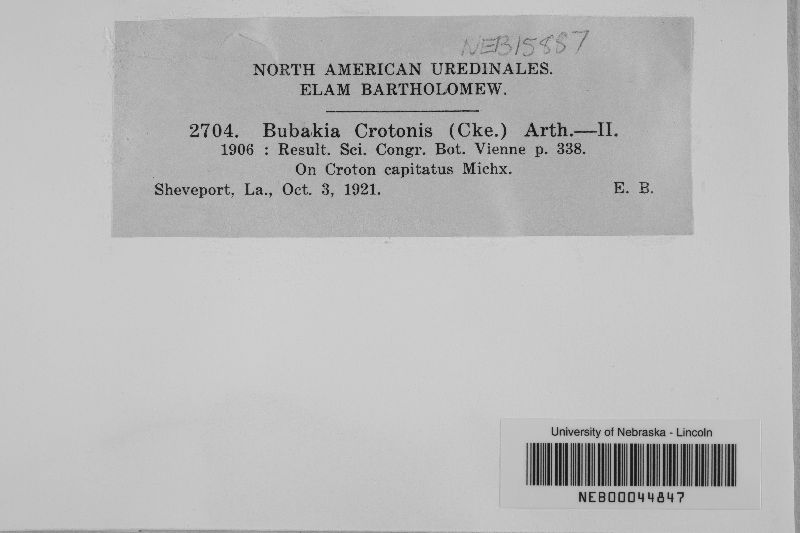 NEB15887
NORTH AMERICAN UREDINALES.
ELAM BARTHOLOMEW.
2704. Bubakia Crotonis (Cke.) Arth.—II.
1906 : Result. Sci. Congr. Bot. Vienne p. 338.
On Croton capitatus Michx.
Sheveport, La., Oct. 3, 1921. E. B.
University of Nebraska - Lincoln
NEB00044847